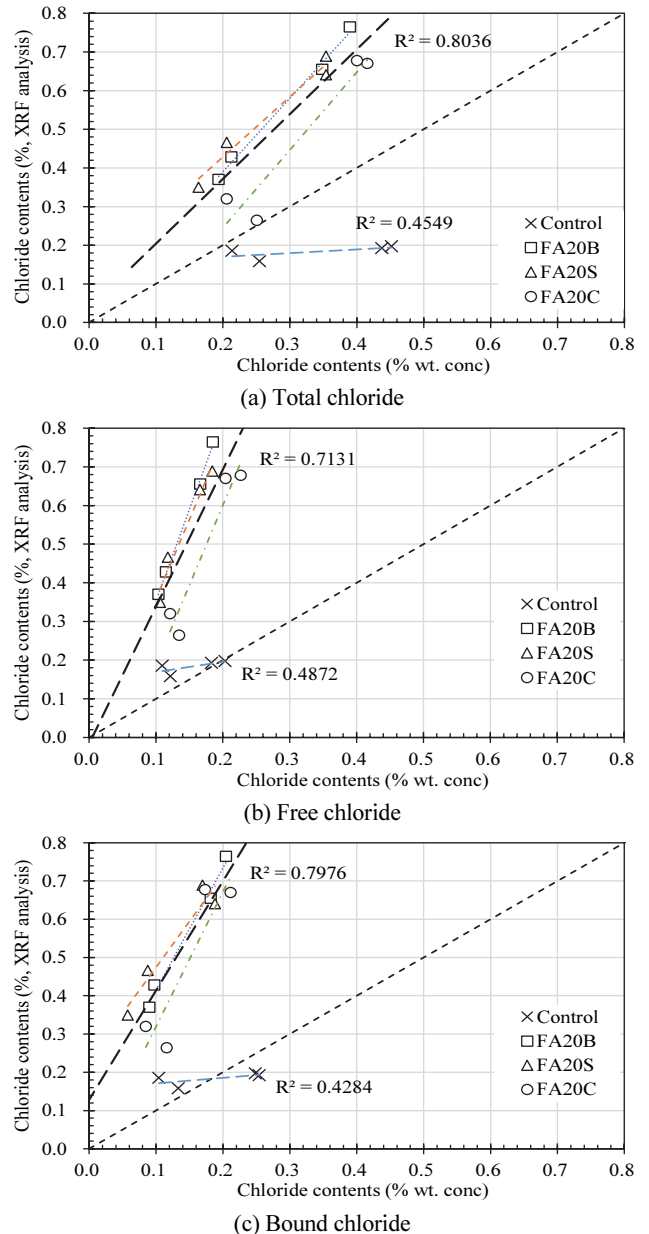 0.8
R² = 0.8036
0.7
0.6
0.5
0.4
0.3
R² = 0.4549
Control
0.2
FA20B
FA20S
0.1
FA20C
0.0
0.0 0.1 0.2 0.3 0.4 0.5 0.6 0.7 0.8
Chloride contents (%, XRF analysis)
Chloride contents (% wt. conc)
(a) Total chloride
0.8
R² = 0.7131
0.7
0.6
0.5
0.4
0.3
Control
FA20B
0.2
R² = 0.4872
FA20S
0.1
FA20C
0.0
0.0 0.1 0.2 0.3 0.4 0.5 0.6 0.7 0.8
Chloride contents (%, XRF analysis)
Chloride contents (% wt. conc)
(b) Free chloride
0.8
R² = 0.7976
0.7
0.6
0.5
0.4
Control
0.3
FA20B
0.2
R² = 0.4284
FA20S
0.1
FA20C
0.0
0.0 0.1 0.2 0.3 0.4 0.5 0.6 0.7 0.8
Chloride contents (%, XRF analysis)
Chloride contents (% wt. conc)
(c) Bound chloride